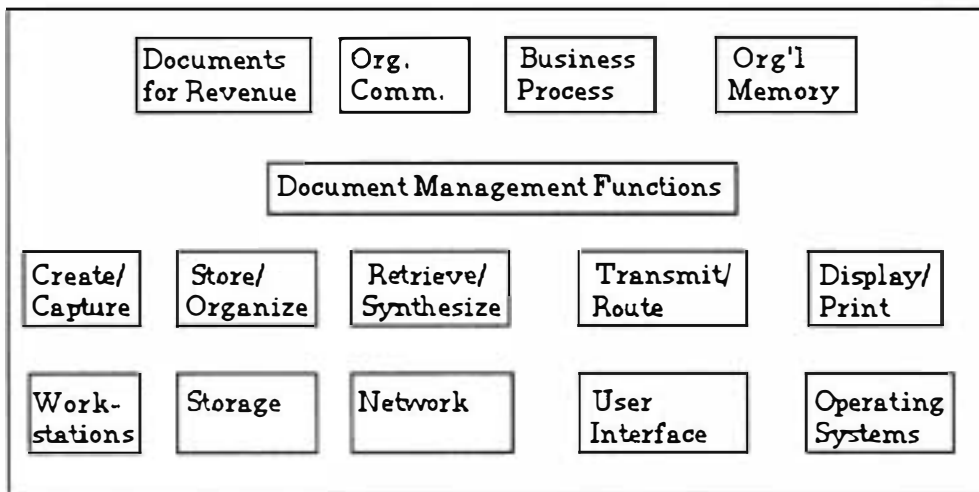 Documents
for Revenue
Org.
Comm.
Business
Process
Org'l
Memory
Document Management Functions
Create/
Capture
Store/
Organize
Retrieve/
Synthesize
Transmit/
Route
Display/
Print
Work-
stations
Storage
Network
User
Interface
Operating
Systems